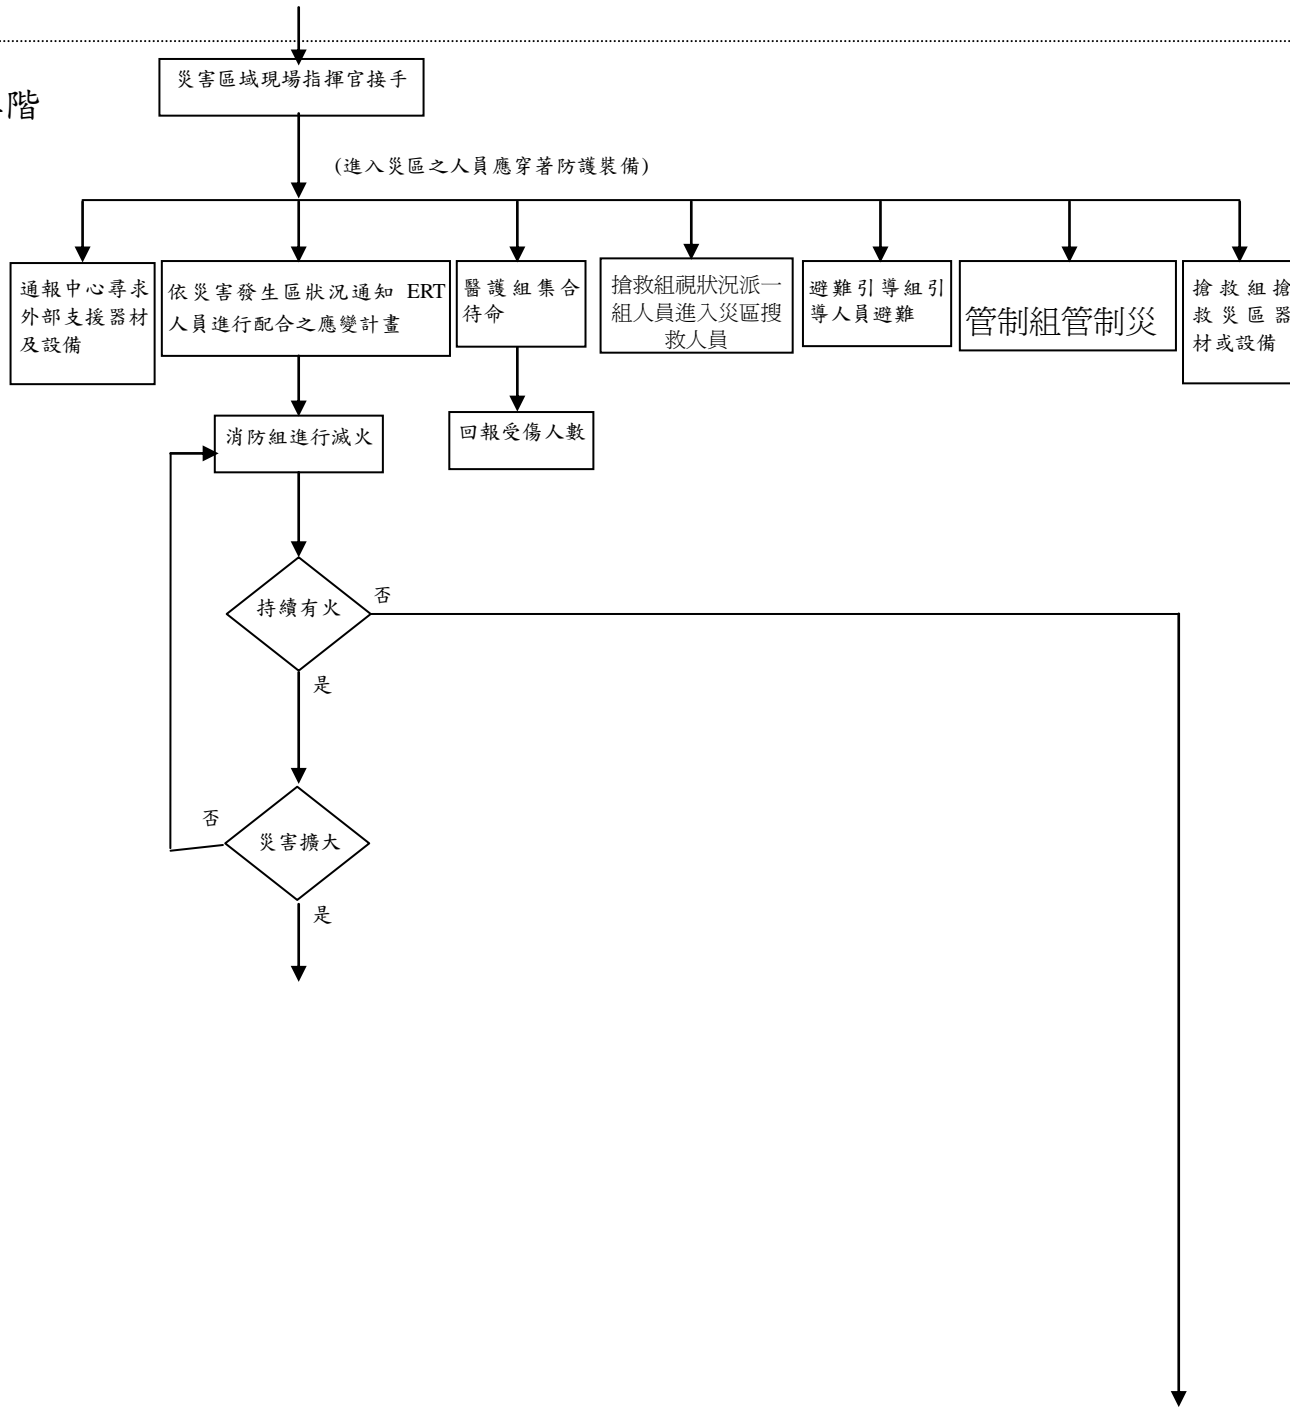 災害區域現場指揮官接手
階
(進入災區之人員應穿著防護裝備)
通報中心尋求
外部支援器材
及設備
依災害發生區狀況通知 ERT
人員進行配合之應變計畫
醫護組集合
待命
搶救組視狀況派一
組人員進入災區搜
救人員
避難引導組引
導人員避難
管制組管制災
搶救組搶
救災區器
材或設備
消防組進行滅火
回報受傷人數
持續有火
否
是
否
災害擴大
是